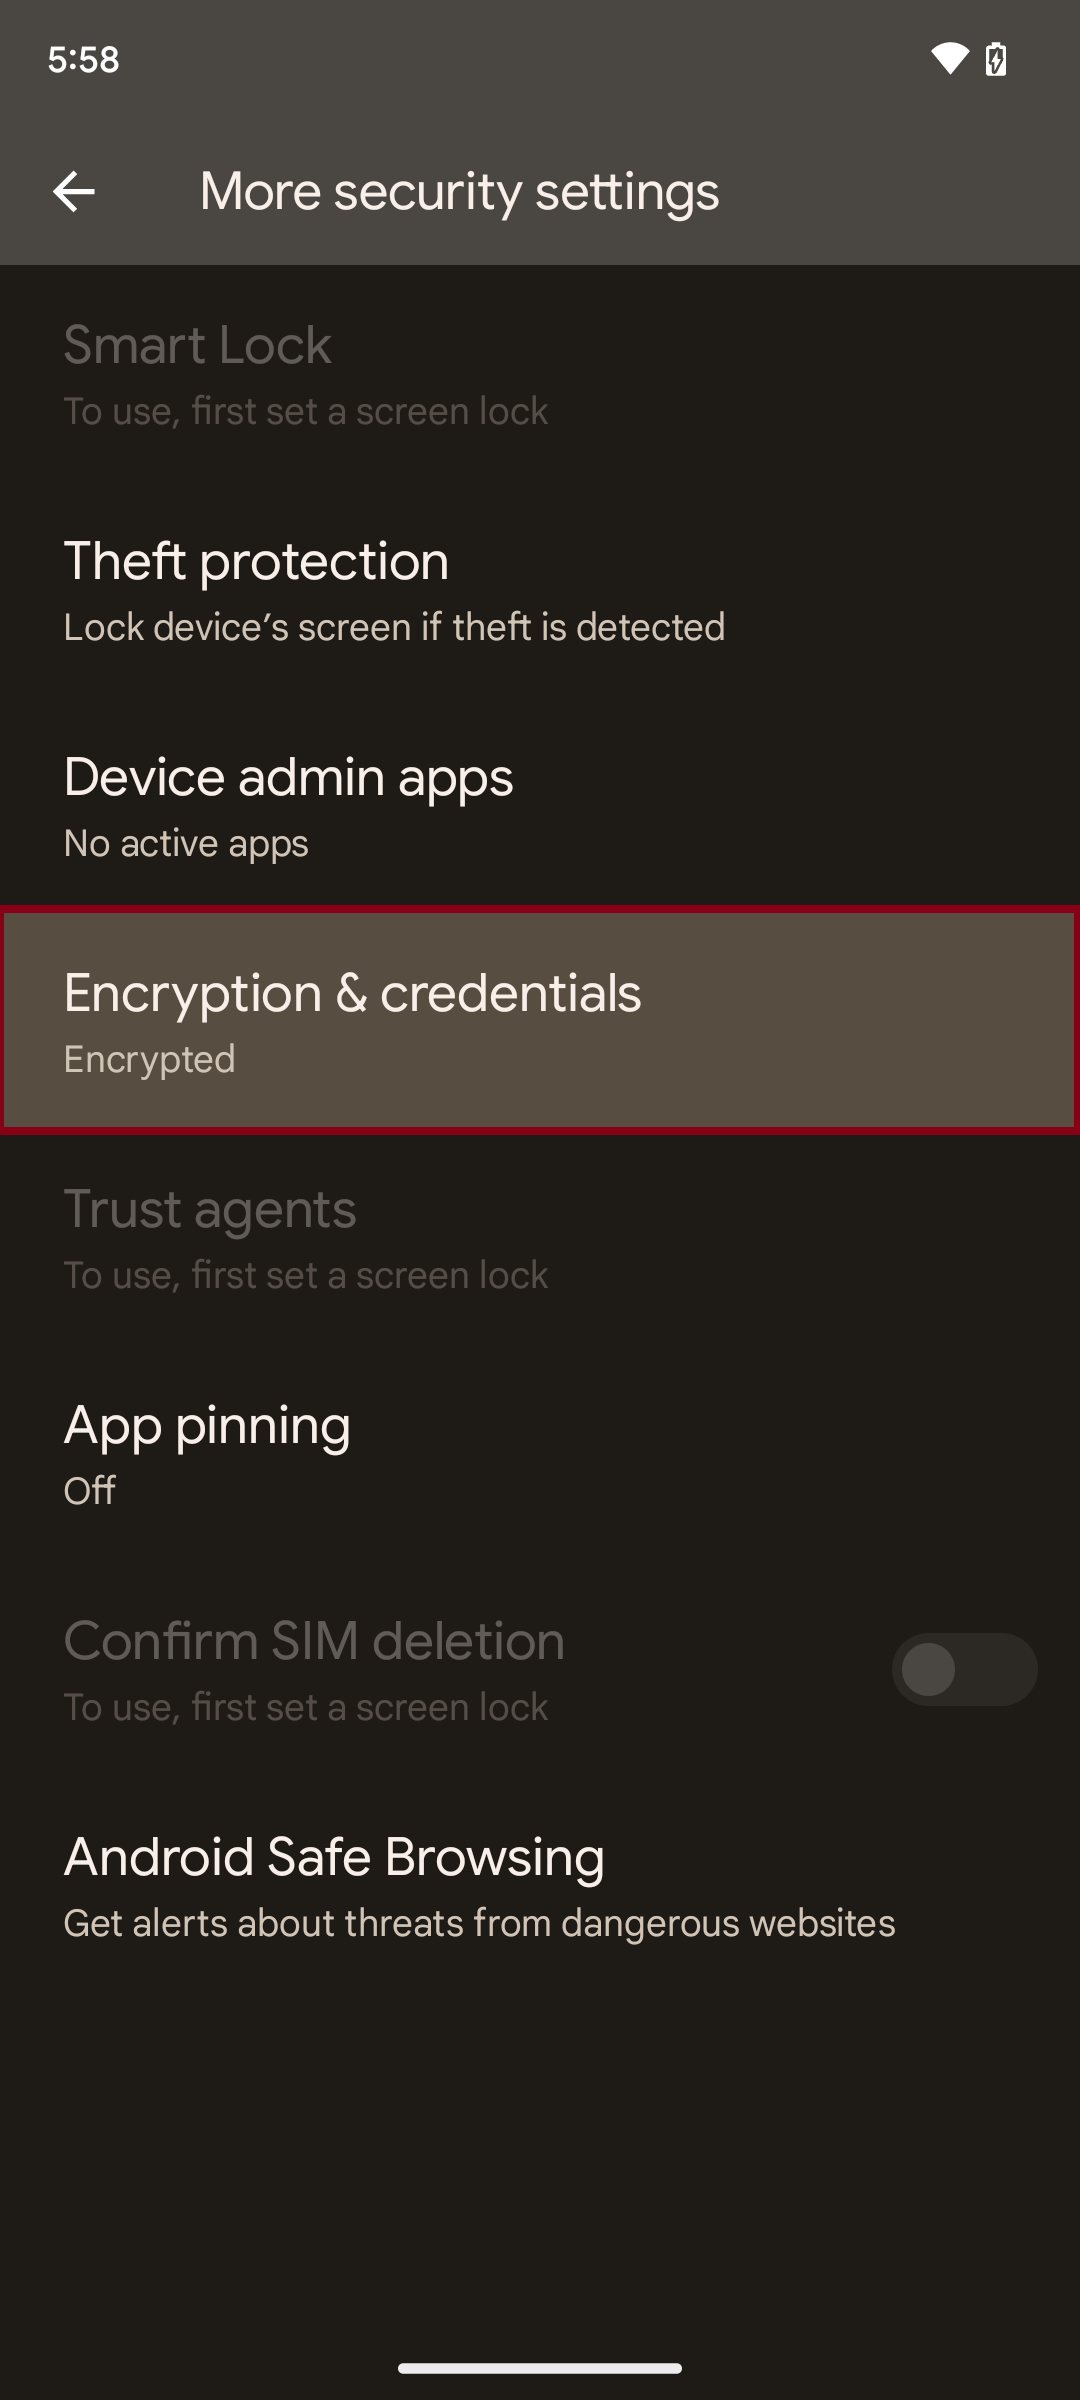 5:58
More security settings
Smart Lock
To use, first set a screen lock
Theft protection
Lock device’s screen if theft is detected
Device admin apps
No active apps
Encryption & credentials
Encrypted
Trust agents
To use, first set a screen lock
App pinning
Off
Confirm SIM deletion
To use, first set a screen lock
Android Safe Browsing
Get alerts about threats from dangerous websites